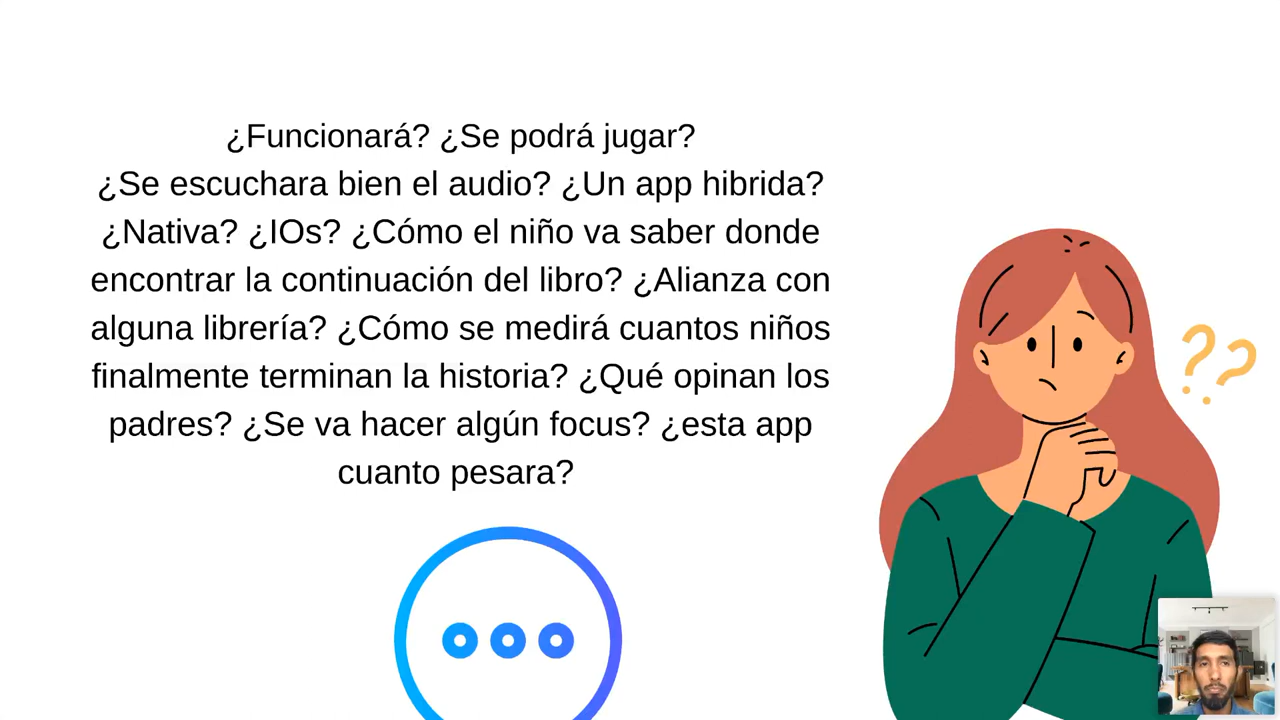 ¿Funcionará? ¿Se podrá jugar?
¿Se escuchara bien el audio? ¿Un app hibrida?
¿Nativa? ¿IOs? ¿Cómo el niño va saber donde
encontrar la continuación del libro? ¿Alianza con
alguna librería? ¿Cómo se medirá cuantos niños
finalmente terminan la historia? ¿Qué opinan los
padres? ¿Se va hacer algún focus? ¿esta app
cuanto pesara?
??